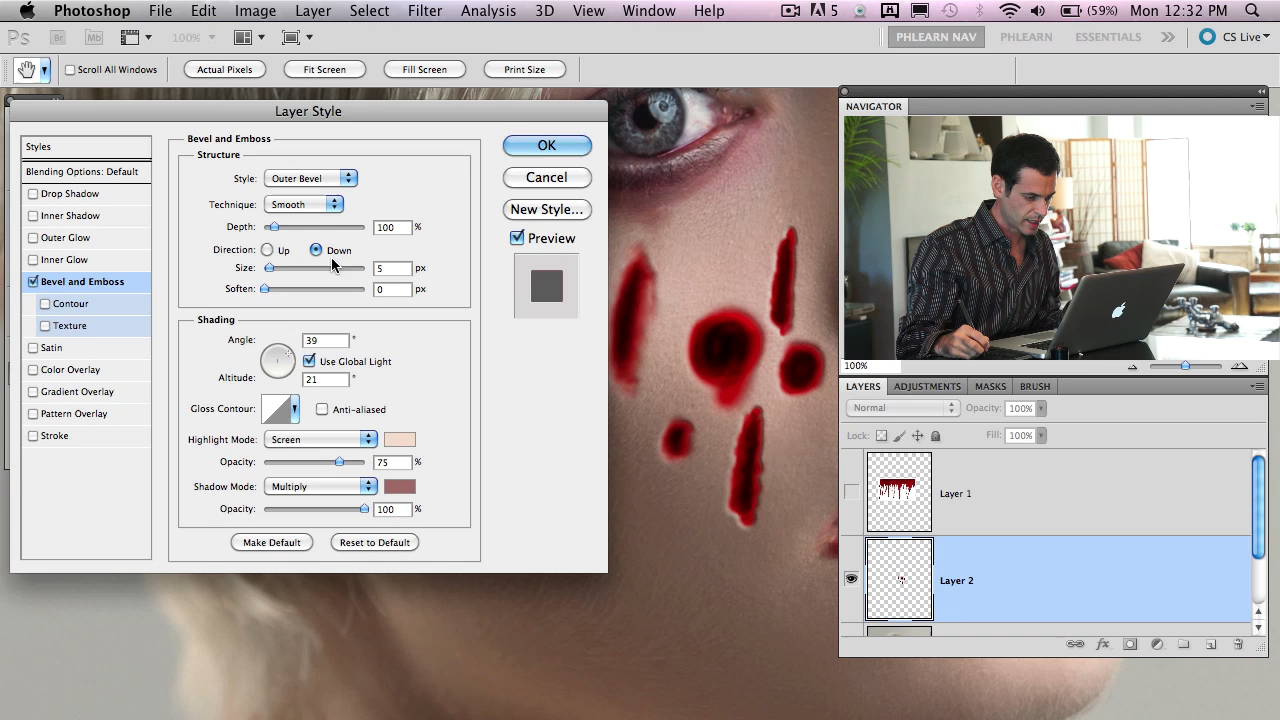 Photoshop File Edit Image Layer Select Filter Analysis 3D View Window Help A 5 (59%) Mon 12:32 PM
Ps Br Mb 100% PHLEARN NAV PHLEARN ESSENTIALS CS Live
Scroll All Windows Actual Pixels Fit Screen Fill Screen Print Size
Layer Style
Styles
Blending Options: Default
Drop Shadow
Inner Shadow
Outer Glow
Inner Glow
Bevel and Emboss
Contour
Texture
Satin
Color Overlay
Gradient Overlay
Pattern Overlay
Stroke
Bevel and Emboss
Structure
Style: Outer Bevel
Technique: Smooth
Depth: 100 %
Direction: Up Down
Size: 5 px
Soften: 0 px
Shading
Angle: 39 °
Use Global Light
Altitude: 21 °
Gloss Contour: Anti-aliased
Highlight Mode: Screen
Opacity: 75 %
Shadow Mode: Multiply
Opacity: 100 %
Make Default Reset to Default
OK
Cancel
New Style...
Preview
NAVIGATOR
100%
LAYERS ADJUSTMENTS MASKS BRUSH
Normal Opacity: 100%
Lock: Fill: 100%
Layer 1
Layer 2
fx